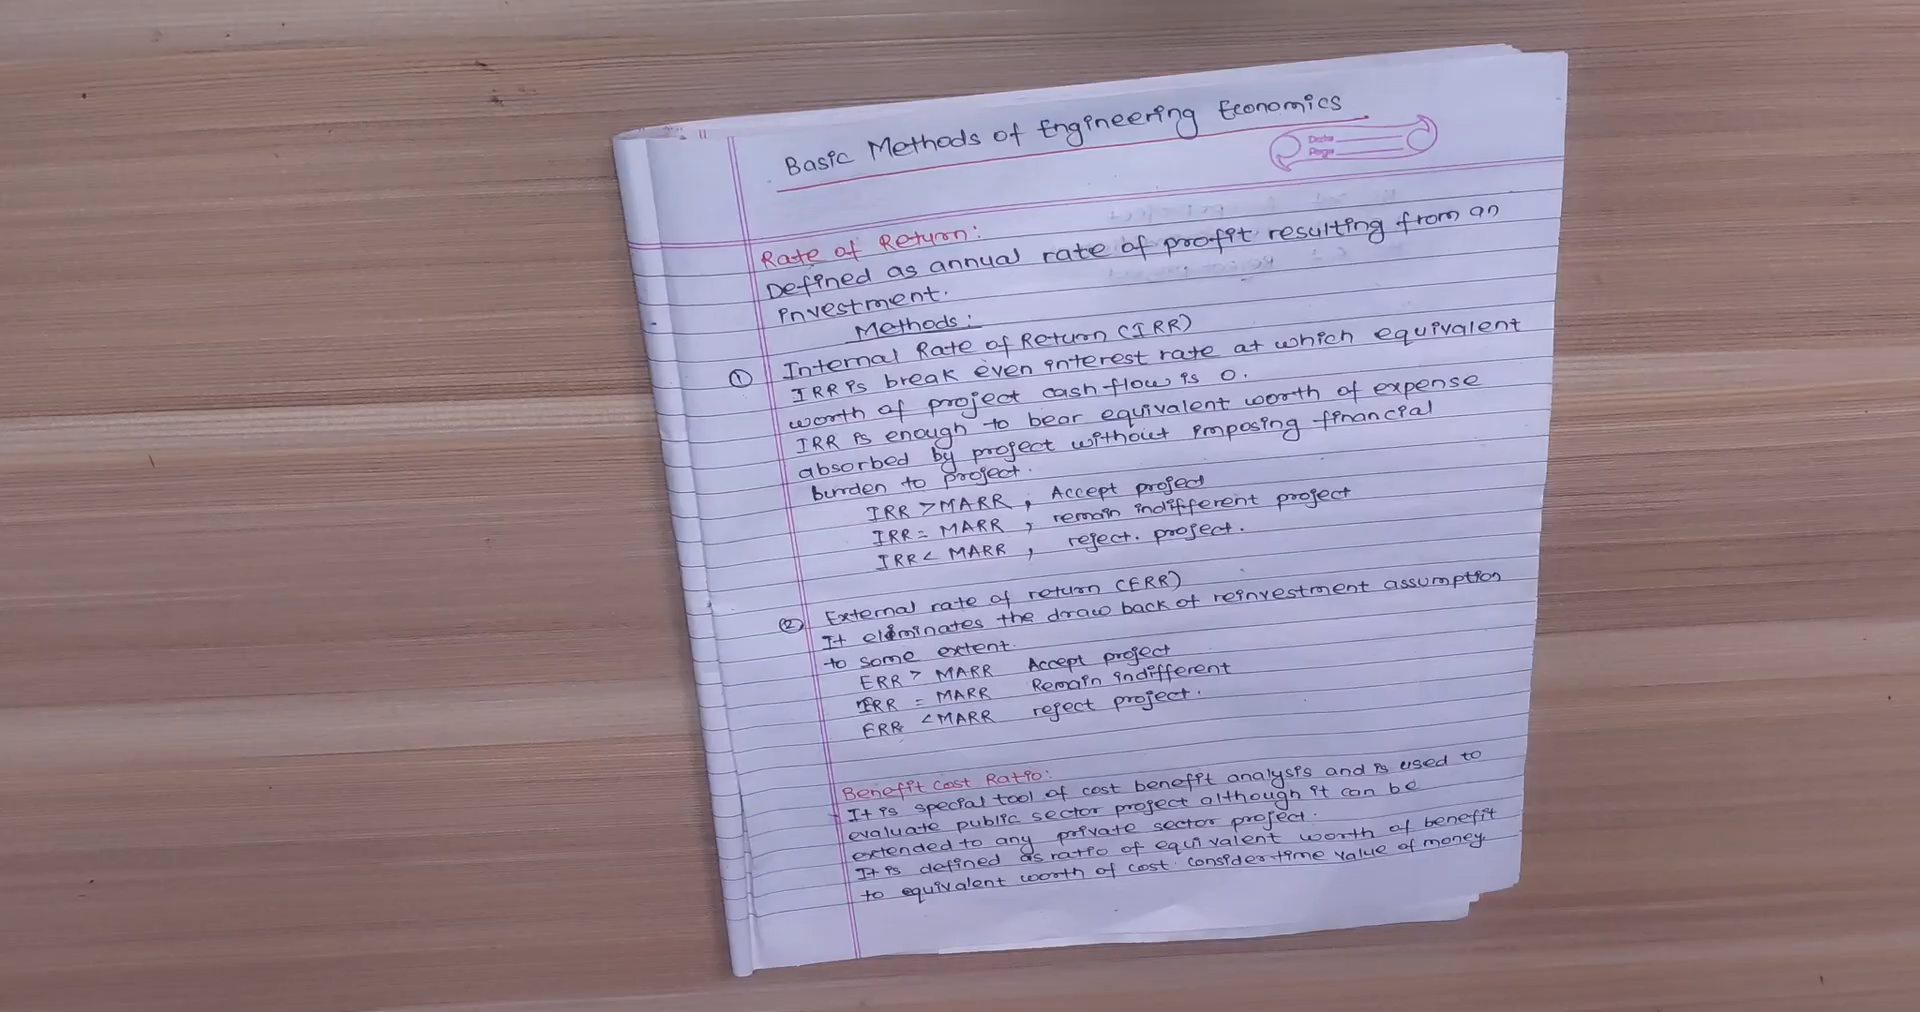 Basic Methods of Engineering Economics
Date
Page
Rate of Return:
Defined as annual rate of profit resulting from an
investment.
Methods:
① Internal Rate of Return (IRR)
IRR is break even interest rate at which equivalent
worth of project cash flow is 0.
IRR is enough to bear equivalent worth of expense
absorbed by project without imposing financial
burden to project.
IRR > MARR, Accept project
IRR = MARR, remain indifferent project
IRR < MARR, reject. project.
② External rate of return (ERR)
It eliminates the draw back of reinvestment assumption
to some extent.
ERR > MARR Accept project
ERR = MARR Remain indifferent
ERR < MARR reject project.
Benefit Cost Ratio:
It is special tool of cost benefit analysis and is used to
evaluate public sector project although it can be
extended to any private sector project.
It is defined as ratio of equivalent worth of benefit
to equivalent worth of cost. consider time value of money.